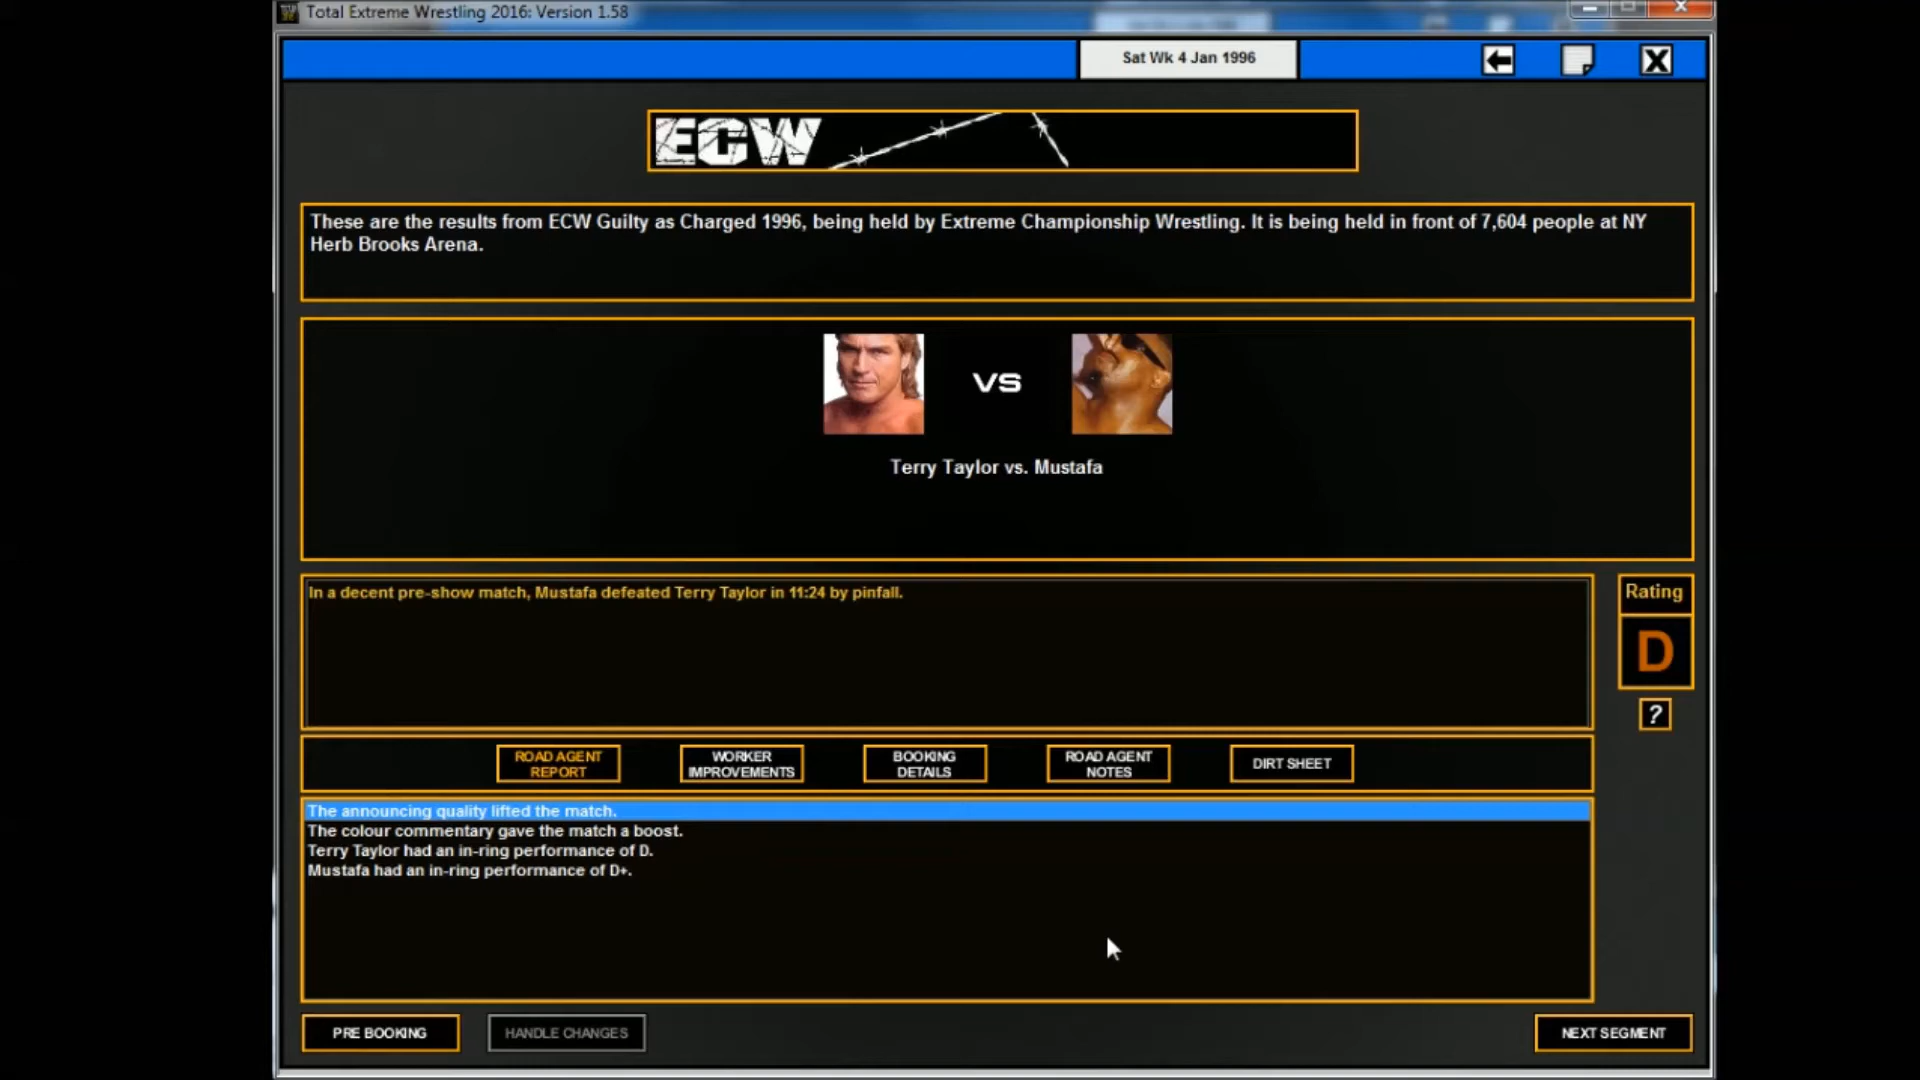 Total Extreme Wrestling 2016: Version 1.58
Sat Wk 4 Jan 1996
ECW
These are the results from ECW Guilty as Charged 1996, being held by Extreme Championship Wrestling. It is being held in front of 7,604 people at NY
Herb Brooks Arena.
VS
Terry Taylor vs. Mustafa
In a decent pre-show match, Mustafa defeated Terry Taylor in 11:24 by pinfall.
Rating
D
?
ROAD AGENT
REPORT
WORKER
IMPROVEMENTS
BOOKING
DETAILS
ROAD AGENT
NOTES
DIRT SHEET
The announcing quality lifted the match.
The colour commentary gave the match a boost.
Terry Taylor had an in-ring performance of D.
Mustafa had an in-ring performance of D+.
PRE BOOKING
HANDLE CHANGES
NEXT SEGMENT